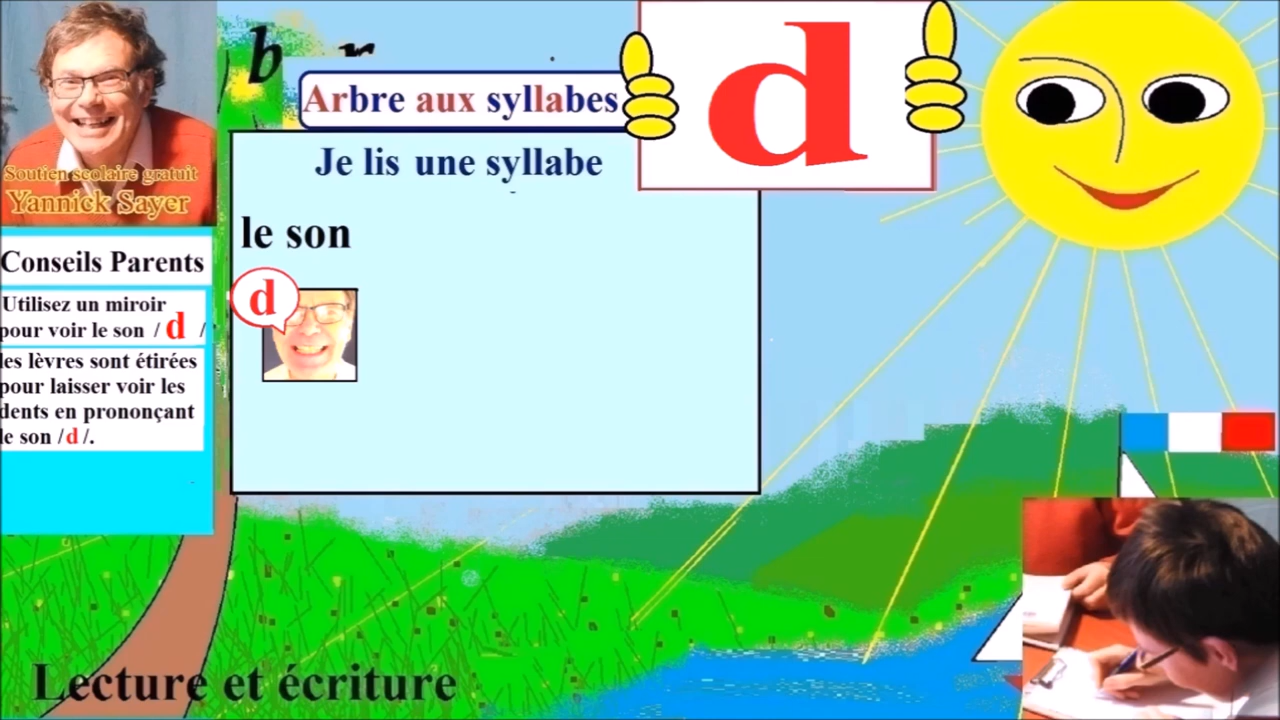 b r
Arbre aux syllabes
d
Je lis une syllabe
le son
d
Soutien scolaire gratuit
Yannick Sayer
Conseils Parents
Utilisez un miroir
pour voir le son / d /
les lèvres sont étirées
pour laisser voir les
dents en prononçant
le son /d/.
Lecture et écriture